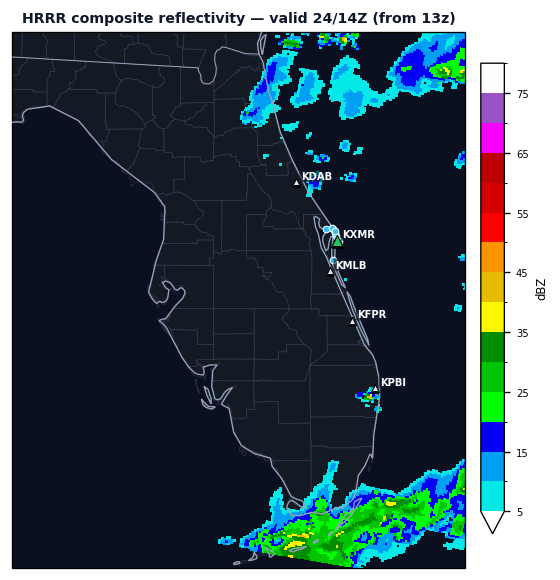 HRRR composite reflectivity — valid 24/14Z (from 13z)
KDAB
KXMR
KMLB
KFPR
KPBI
75
65
55
45
35
25
15
5
dBZ